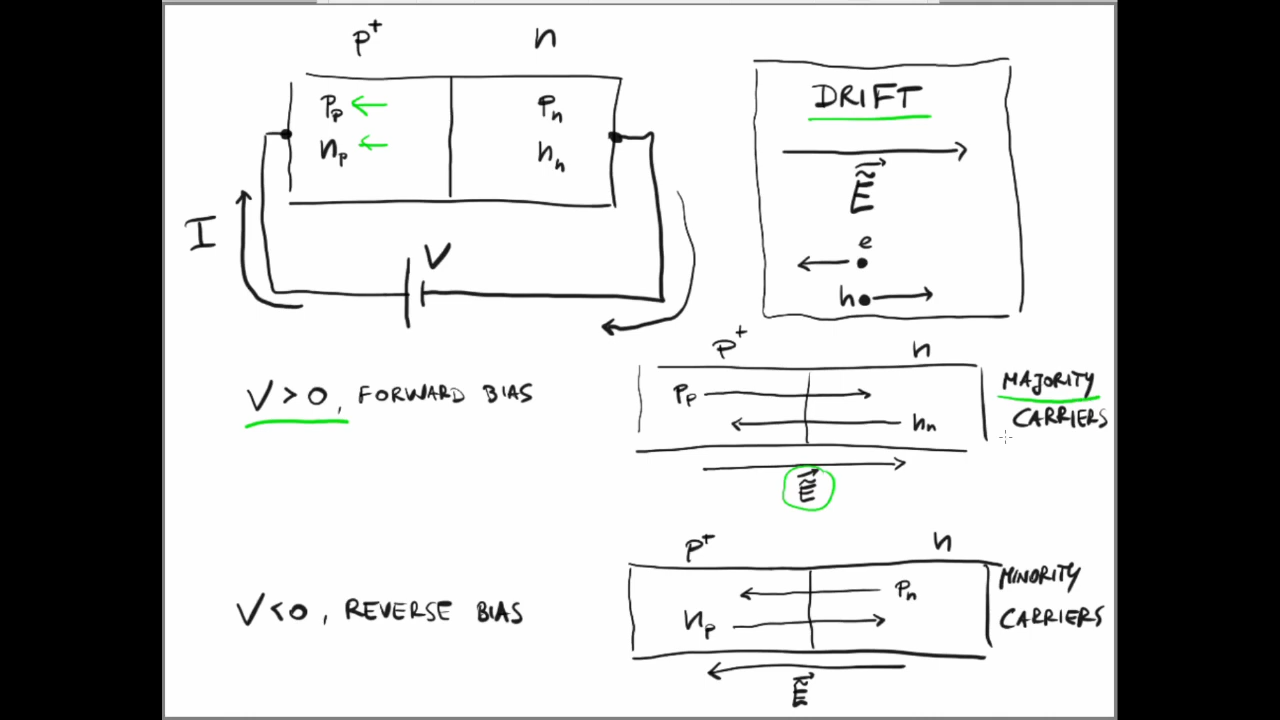 p⁺ n
Pₚ Pₙ
nₚ nₙ
I
V
DRIFT
Ẽ
e
h
V > 0, FORWARD BIAS
p⁺ n
Pₚ
nₙ
MAJORITY
CARRIERS
Ẽ
V < 0, REVERSE BIAS
p⁺ n
Pₙ
nₚ
MINORITY
CARRIERS
Ẽ